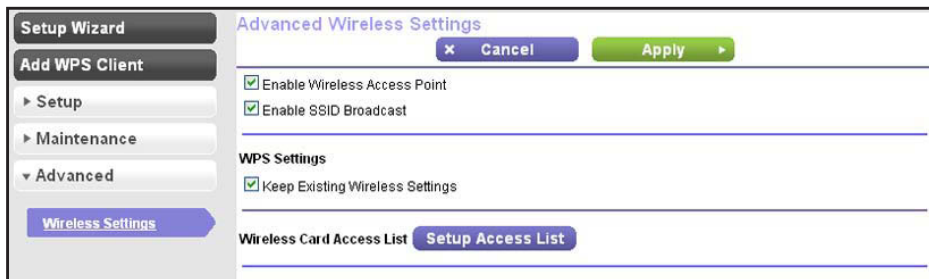 Setup Wizard
Add WPS Client
Setup
Maintenance
Advanced
Wireless Settings
Advanced Wireless Settings
Cancel
Apply
Enable Wireless Access Point
Enable SSID Broadcast
WPS Settings
Keep Existing Wireless Settings
Wireless Card Access List Setup Access List